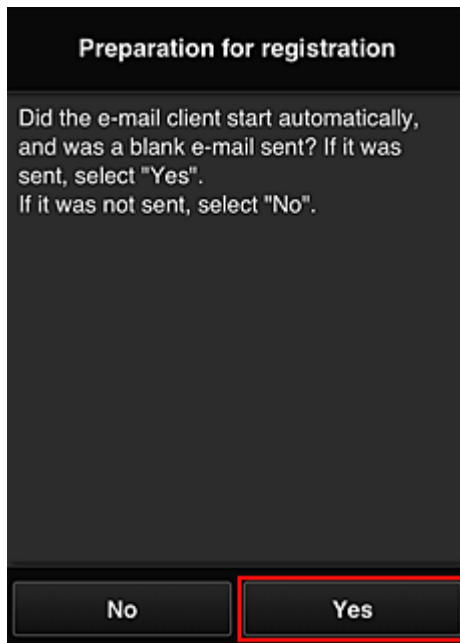 Preparation for registration
Did the e-mail client start automatically,
and was a blank e-mail sent? If it was
sent, select "Yes".
If it was not sent, select "No".
No
Yes